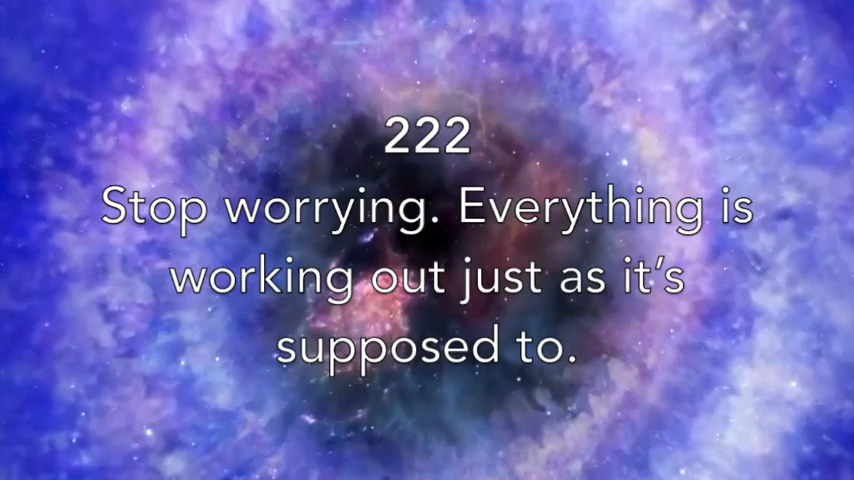 222
Stop worrying. Everything is
working out just as it’s
supposed to.